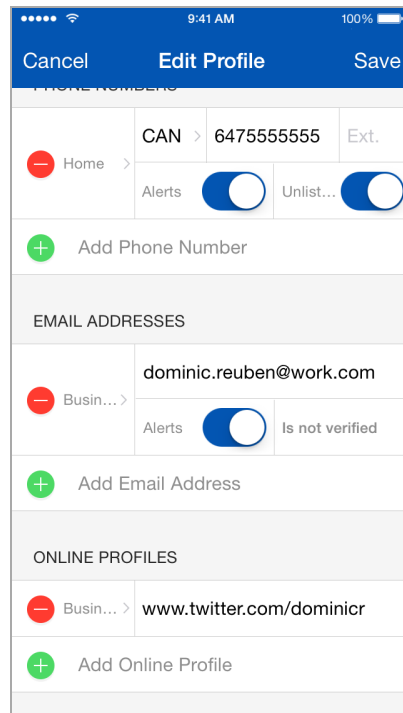 9:41 AM 100%
Cancel Edit Profile Save
PHONE NUMBERS
Home CAN 6475555555 Ext.
Alerts Unlist...
Add Phone Number
EMAIL ADDRESSES
Busin... dominic.reuben@work.com
Alerts Is not verified
Add Email Address
ONLINE PROFILES
Busin... www.twitter.com/dominicr
Add Online Profile